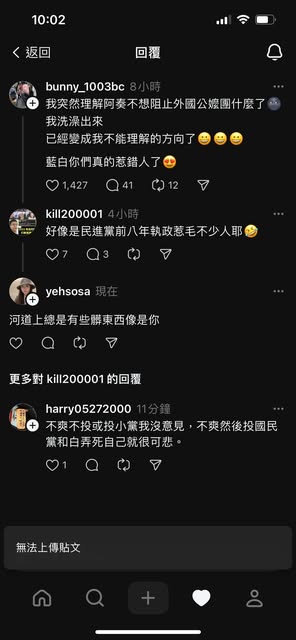 10:02
返回
回覆
bunny_1003bc 8小時
我突然理解阿奏不想阻止外國公嬤團什麼了🌚
我洗澡出來
已經變成我不能理解的方向了😀😀😀
藍白你們真的惹錯人了😍
1,427 41 12
kill200001 4小時
好像是民進黨前八年執政惹毛不少人耶🤣
7 3
yehsosa 現在
河道上總是有些髒東西像是你
更多對 kill200001 的回覆
harry05272000 11分鐘
不爽不投或投小黨我沒意見，不爽然後投國民
黨和白弄死自己就很可悲。
1
無法上傳貼文